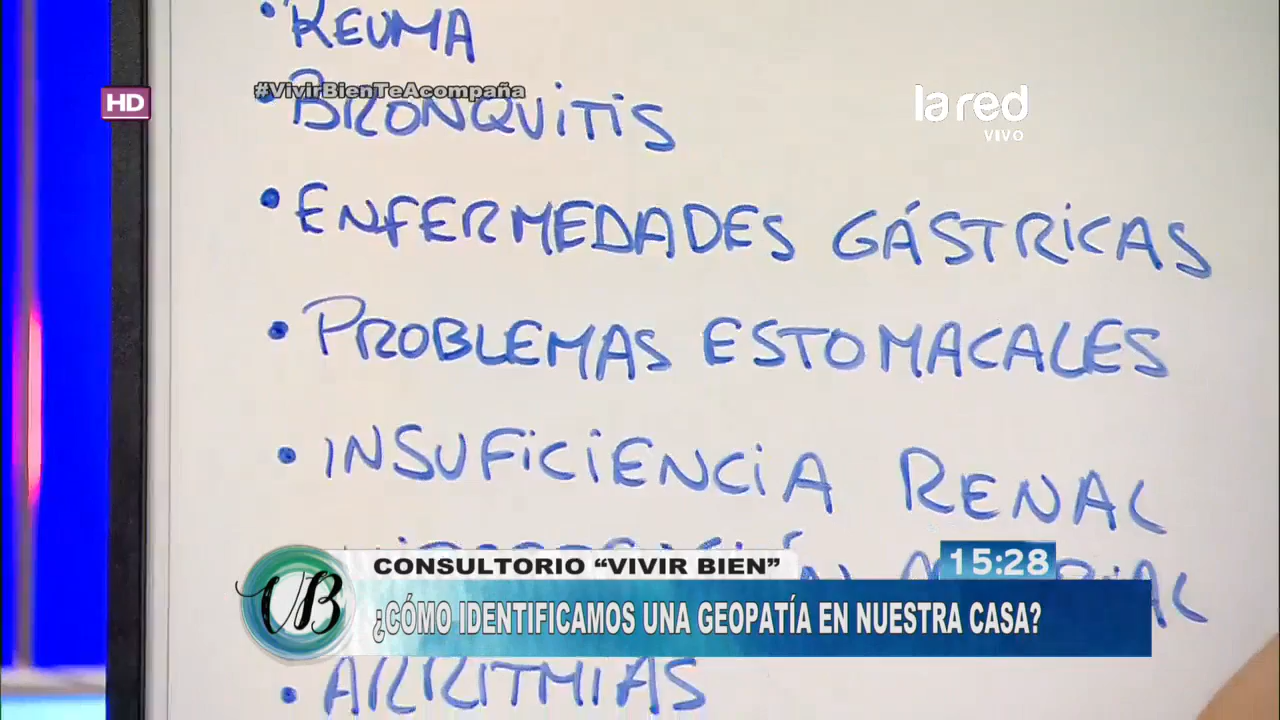 • REUMA
#VivirBienTeAcompaña
HD
la red
VIVO
• BRONQUITIS
• ENFERMEDADES GÁSTRICAS
• PROBLEMAS ESTOMACALES
• INSUFICIENCIA RENAL
CONSULTORIO “VIVIR BIEN”
15:28
VB
¿CÓMO IDENTIFICAMOS UNA GEOPATÍA EN NUESTRA CASA?
• ARRITMIAS